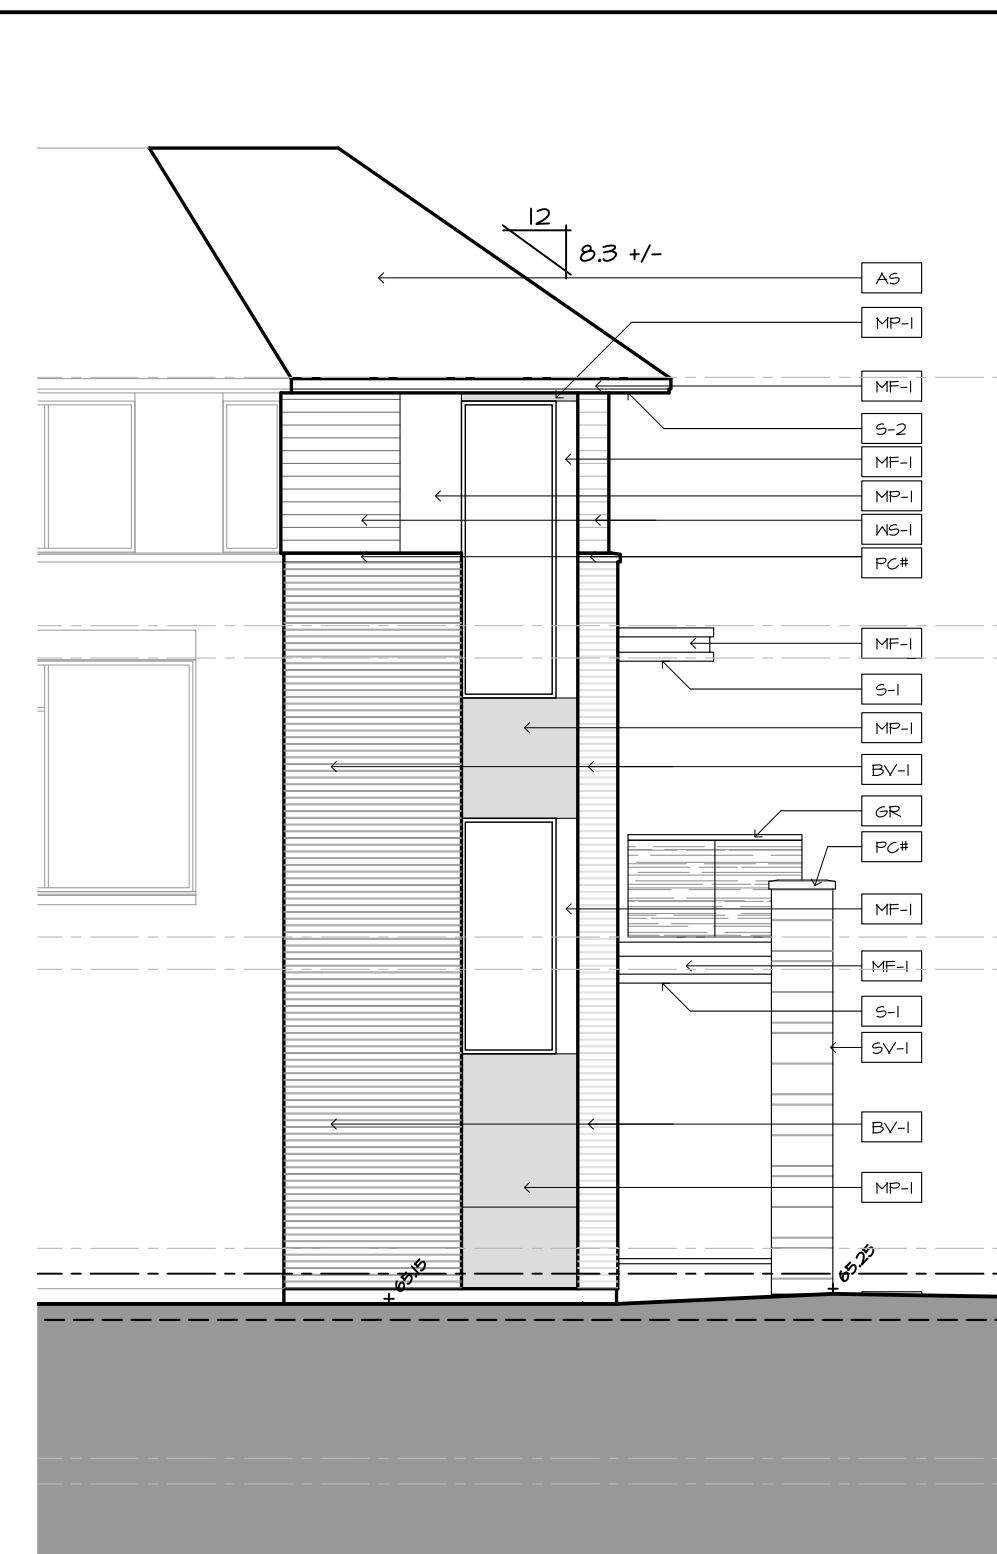 12
8.3 +/-
AS
MP-1
MF-1
S-2
MF-1
MP-1
WS-1
PC#
MF-1
S-1
MP-1
BV-1
GR
PC#
MF-1
MF-1
S-1
SV-1
BV-1
MP-1
65.15
65.25